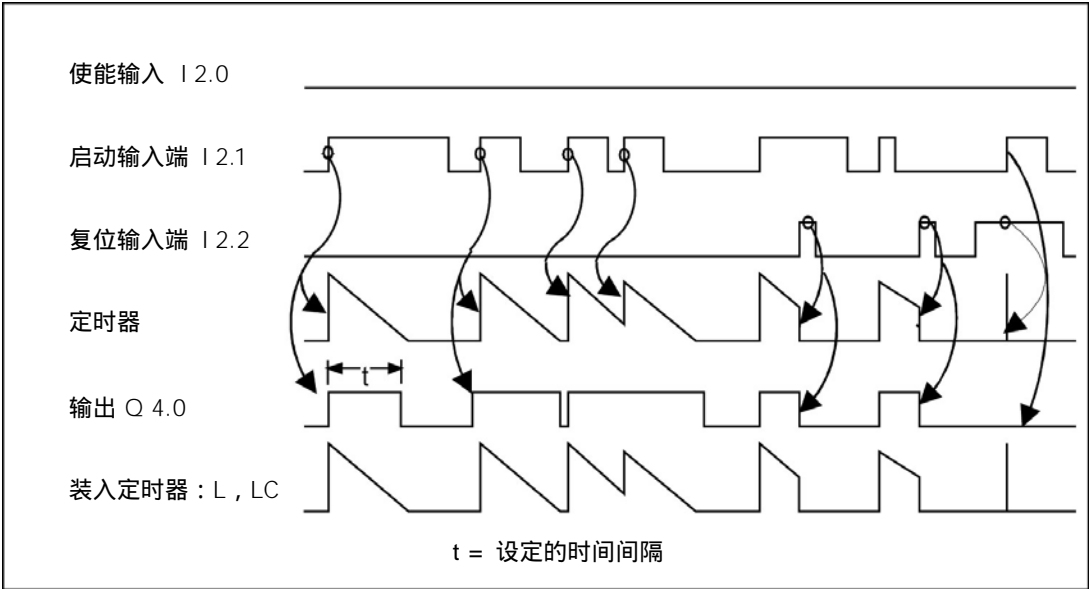 使能输入 I 2.0
启动输入端 I 2.1
复位输入端 I 2.2
定时器
t
输出 Q 4.0
装入定时器：L , LC
t = 设定的时间间隔